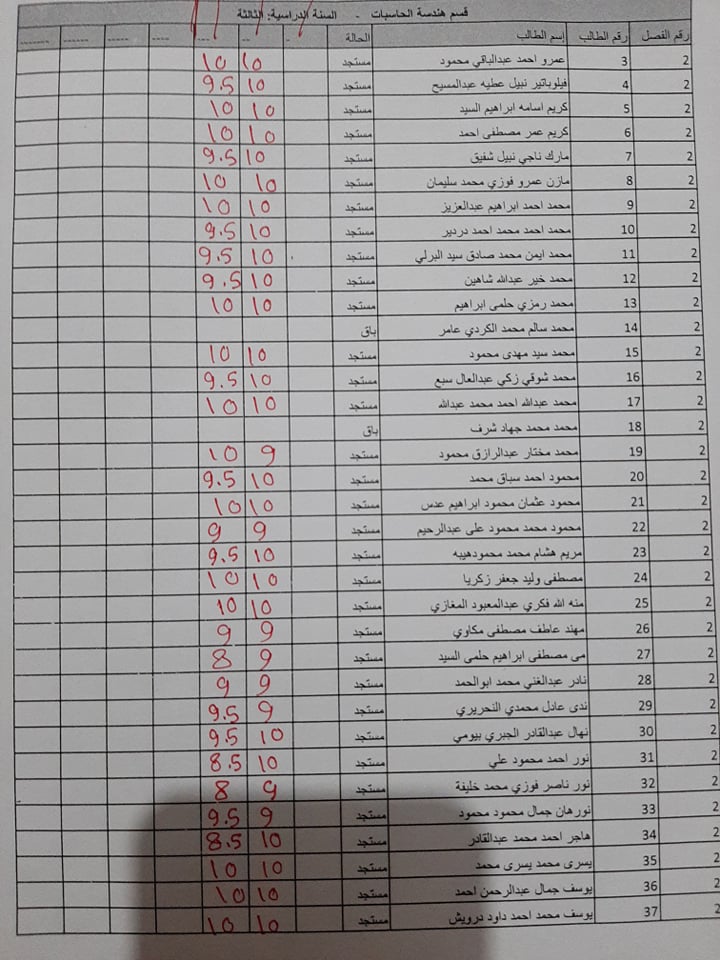 قسم هندسة الحاسبات - السنة الدراسية: الثالثة
رقم الفصل رقم الطالب إسم الطالب الحالة
2 3 عمرو احمد عبدالباقي محمود مستجد 10 10
2 4 فيلوباتير نبيل عطيه عبدالمسيح مستجد 10 9.5
2 5 كريم اسامه ابراهيم السيد مستجد 10 10
2 6 كريم عمر مصطفى احمد مستجد 10 10
2 7 مارك ناجي نبيل شفيق مستجد 10 9.5
2 8 مازن عمرو فوزي محمد سليمان مستجد 10 10
2 9 محمد احمد ابراهيم عبدالعزيز مستجد 10 10
2 10 محمد احمد محمد احمد دردير مستجد 10 9.5
2 11 محمد ايمن محمد صادق سيد البرلي مستجد 10 9.5
2 12 محمد خير عبدالله شاهين مستجد 10 9.5
2 13 محمد رمزي حلمى ابراهيم مستجد 10 10
2 14 محمد سالم محمد الكردي عامر باق
2 15 محمد سيد مهدى محمود مستجد 10 10
2 16 محمد شوقي زكي عبدالعال سبع مستجد 10 9.5
2 17 محمد عبدالله احمد محمد عبدالله مستجد 10 10
2 18 محمد محمد جهاد شرف باق
2 19 محمد مختار عبدالرازق محمود مستجد 9 10
2 20 محمود احمد سباق محمد مستجد 10 9.5
2 21 محمود عثمان محمود ابراهيم عدس مستجد 10 10
2 22 محمود محمد محمود على عبدالرحيم مستجد 9 9
2 23 مريم هشام محمد محمودهيبه مستجد 10 9.5
2 24 مصطفى وليد جعفر زكريا مستجد 10 10
2 25 منه الله فكري عبدالمعبود المغازي مستجد 10 10
2 26 مهند عاطف مصطفى مكاوي مستجد 9 9
2 27 مى مصطفى ابراهيم حلمى السيد مستجد 9 8
2 28 نادر عبدالغني محمد ابوالحمد مستجد 9 9
2 29 ندى عادل محمدي النحريري مستجد 9 9.5
2 30 نهال عبدالقادر الجبري بيومي مستجد 10 9.5
2 31 نور احمد محمود علي مستجد 10 8.5
2 32 نور ناصر فوزي محمد خليفة مستجد 9 8
2 33 نورهان جمال محمود محمود مستجد 9 9.5
2 34 هاجر احمد محمد عبدالقادر مستجد 10 8.5
2 35 يسرى محمد يسرى محمد مستجد 10 10
2 36 يوسف جمال عبدالرحمن احمد مستجد 10 10
2 37 يوسف محمد احمد داود درويش مستجد 10 10